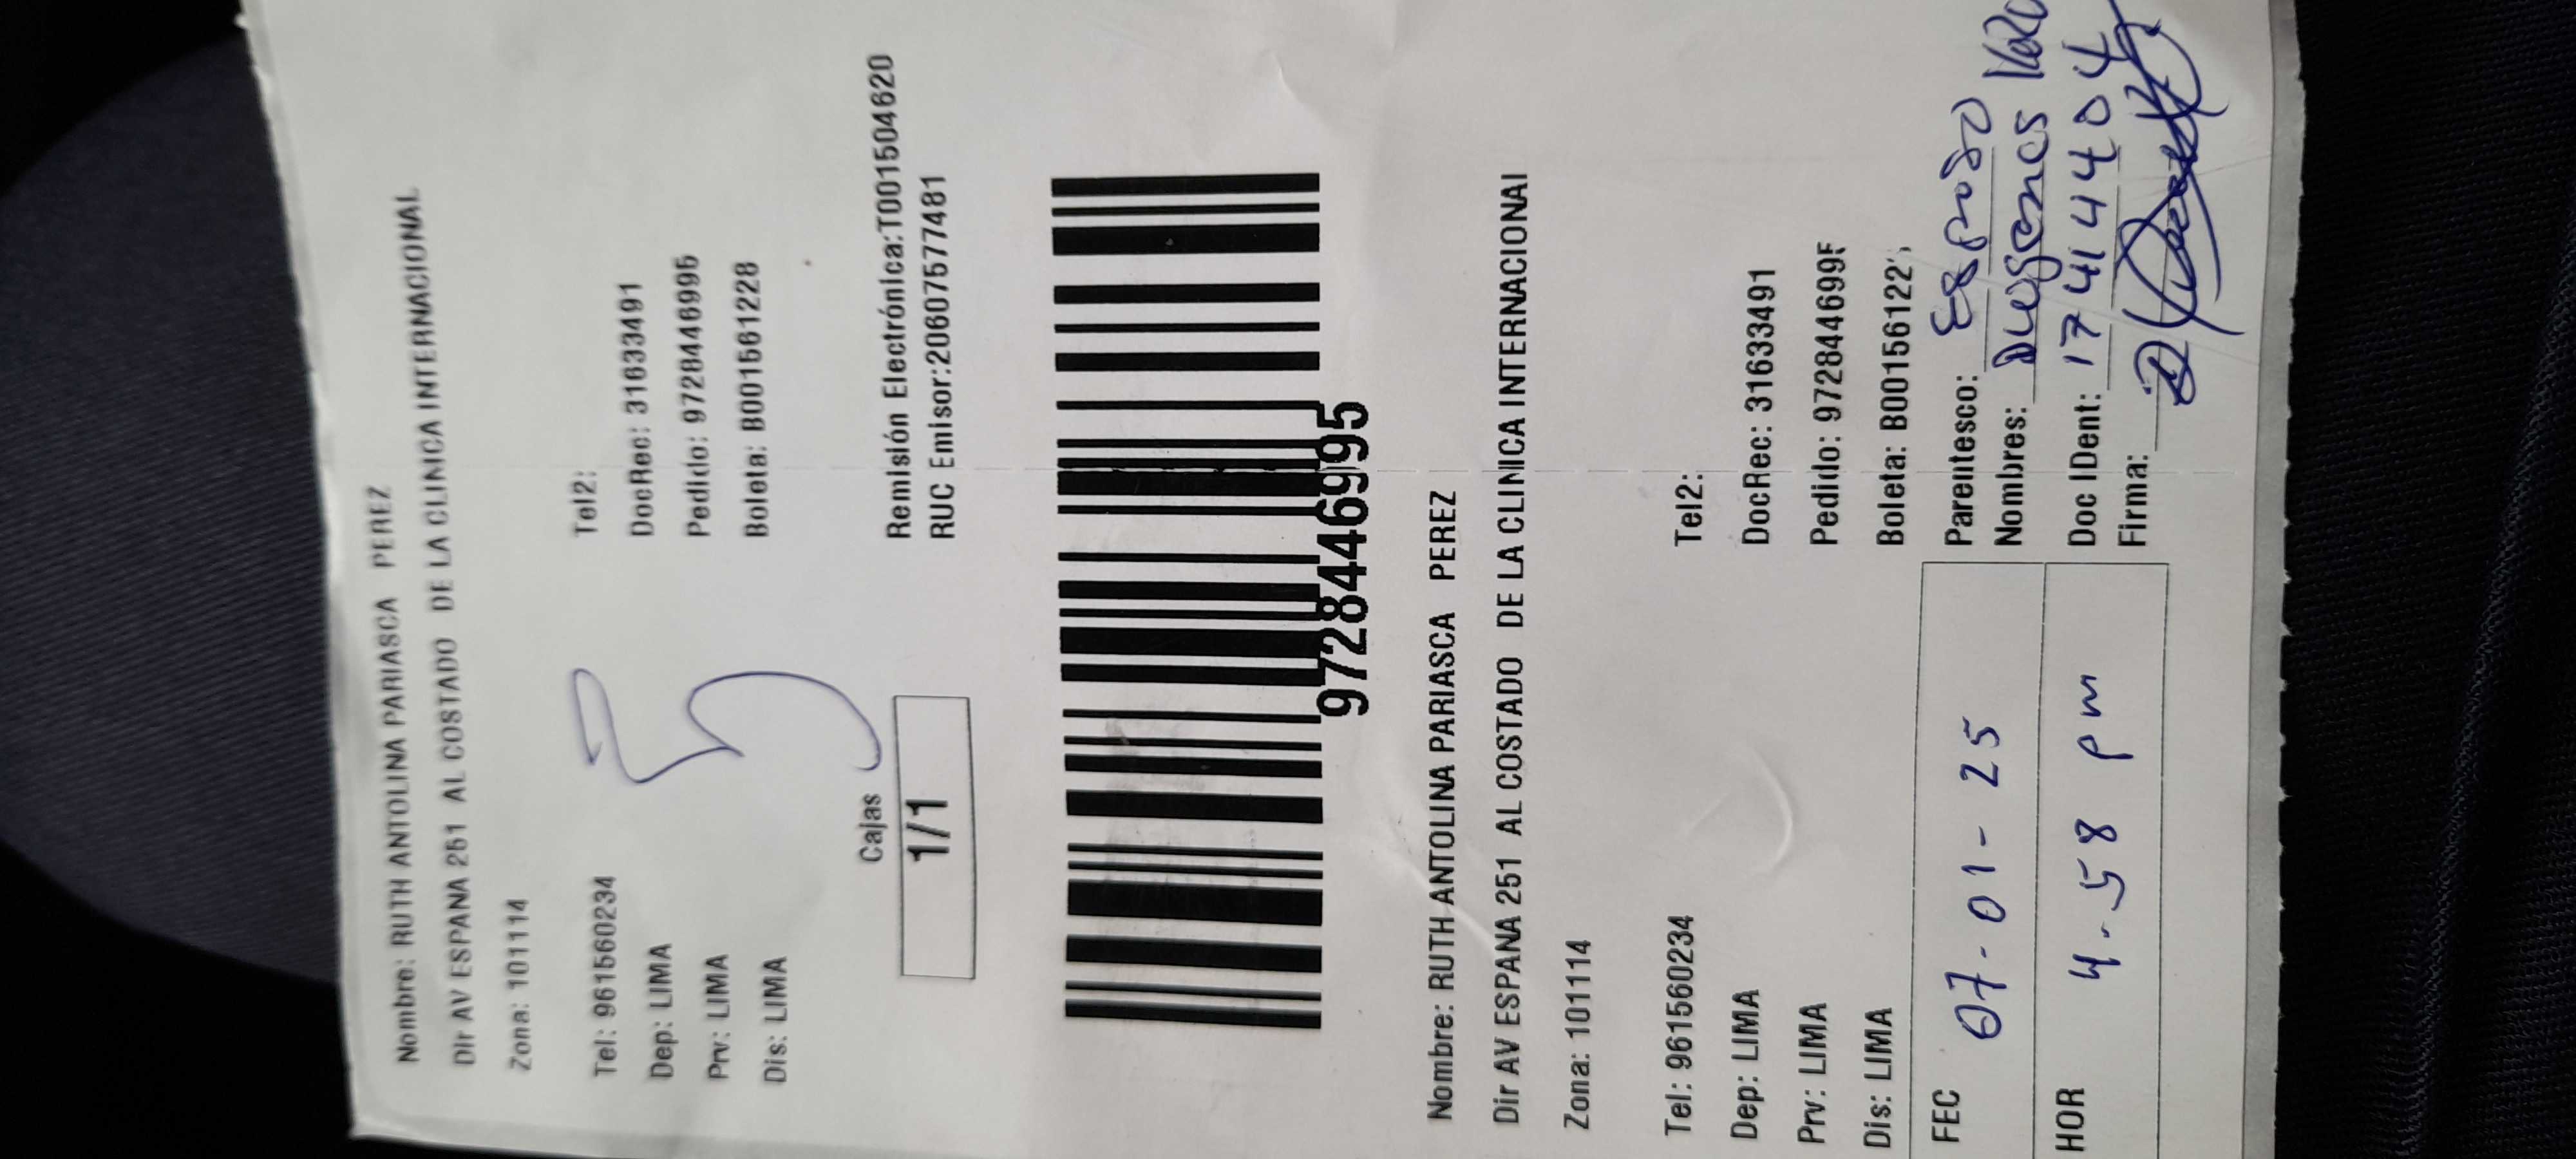 Nombre: RUTH ANTOLINA PARIASCA PEREZ
Dir AV ESPANA 251 AL COSTADO DE LA CLINICA INTERNACIONAL
Zona: 101114
Tel: 961560234 Tel2:
Dep: LIMA DocRec: 31633491
Prv: LIMA Pedido: 9728446995
Dis: LIMA Boleta: B001561228
Cajas
1/1
Remisión Electrónica:T001504620
RUC Emisor:20607577481
9728446995
Nombre: RUTH ANTOLINA PARIASCA PEREZ
Dir AV ESPANA 251 AL COSTADO DE LA CLINICA INTERNACIONAl
Zona: 101114
Tel: 961560234 Tel2:
Dep: LIMA DocRec: 31633491
Prv: LIMA Pedido: 972844699
Dis: LIMA Boleta: B00156122
FEC 07-01-25 Parentesco: Esposo
Nombres:
HOR 4-58 pm Doc IDent: 17414404
Firma: